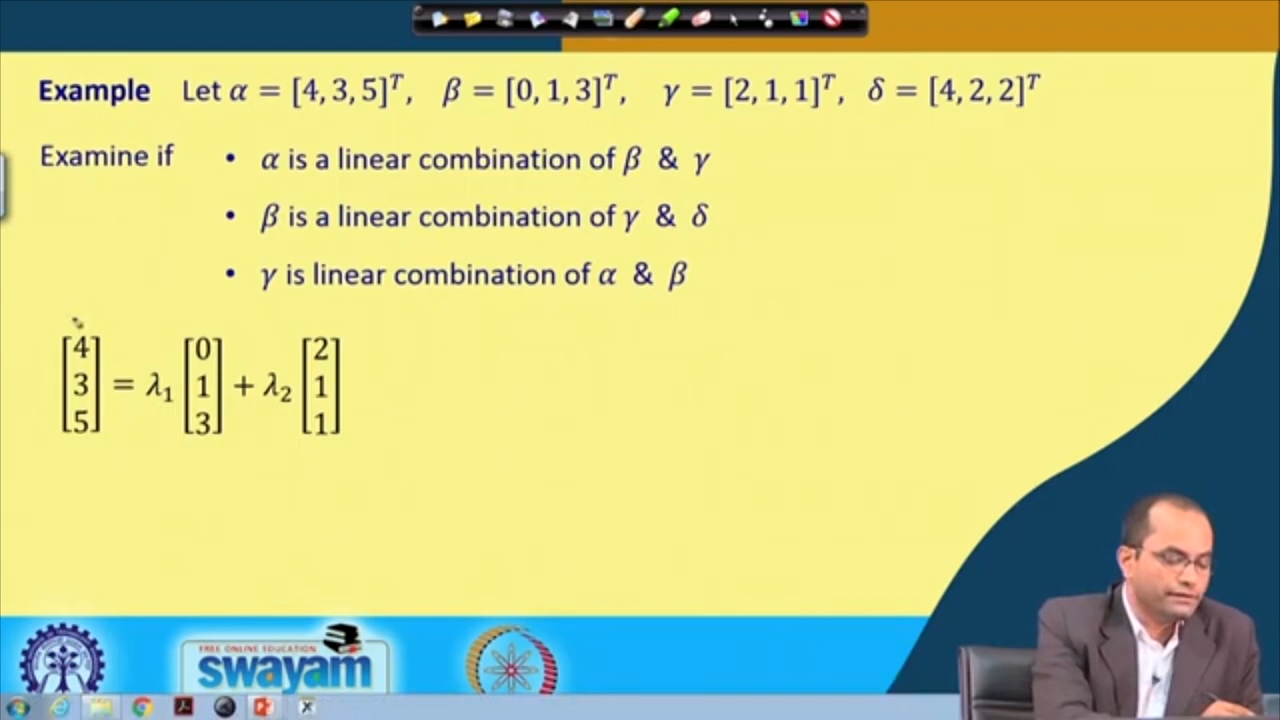 Example Let α = [4, 3, 5]ᵀ, β = [0, 1, 3]ᵀ, γ = [2, 1, 1]ᵀ, δ = [4, 2, 2]ᵀ
Examine if • α is a linear combination of β & γ
• β is a linear combination of γ & δ
• γ is linear combination of α & β
[4 3 5] = λ₁ [0 1 3] + λ₂ [2 1 1]
FREE ONLINE EDUCATION
swayam